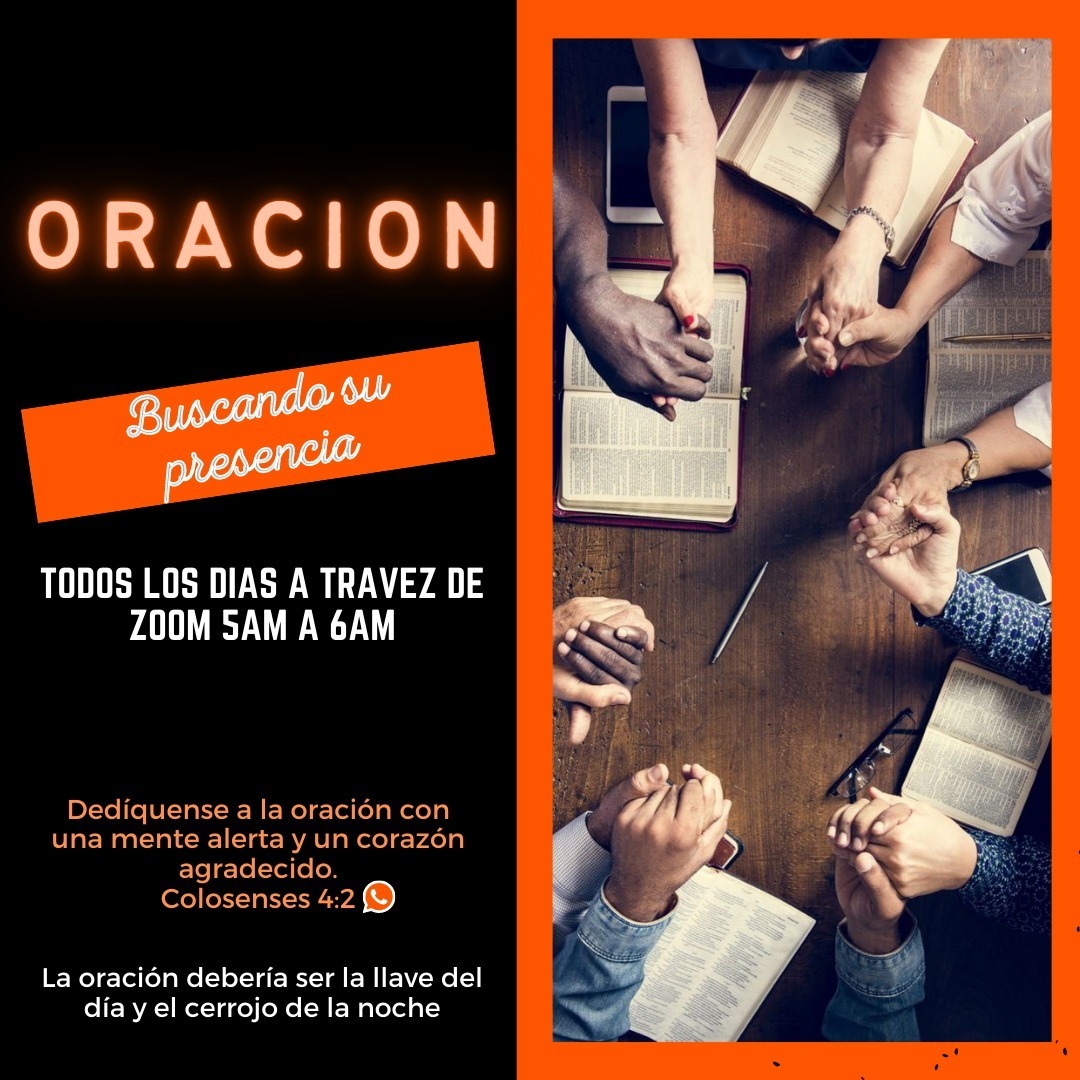 ORACION
Buscando su
presencia
TODOS LOS DIAS A TRAVEZ DE
ZOOM 5AM A 6AM
Dedíquense a la oración con
una mente alerta y un corazón
agradecido.
Colosenses 4:2
La oración debería ser la llave del
día y el cerrojo de la noche